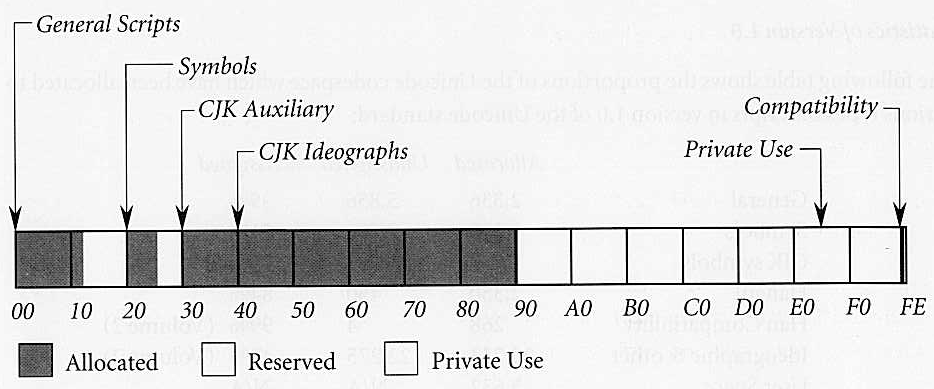 General Scripts
Symbols
CJK Auxiliary
CJK Ideographs
Compatibility
Private Use
00 10 20 30 40 50 60 70 80 90 A0 B0 C0 D0 E0 F0 FE
Allocated Reserved Private Use